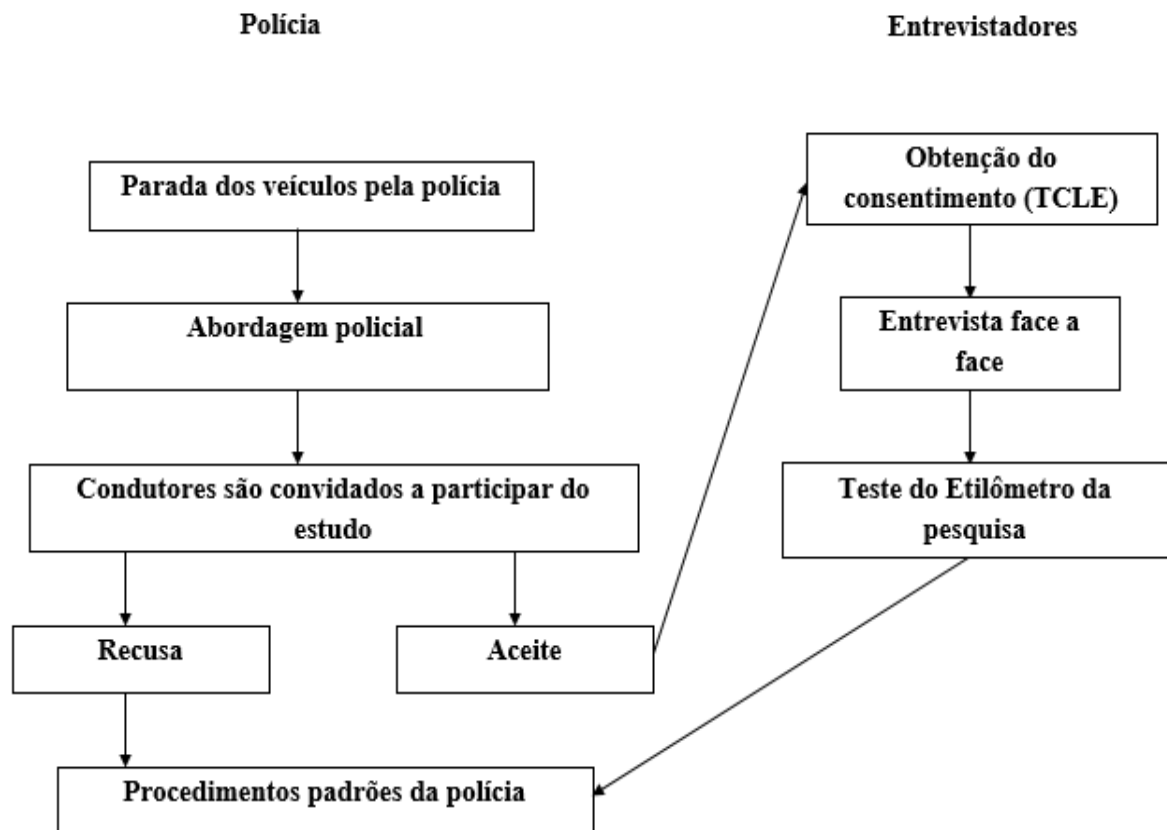 Polícia
Entrevistadores
Parada dos veículos pela polícia
Abordagem policial
Condutores são convidados a participar do
estudo
Recusa
Aceite
Obtenção do
consentimento (TCLE)
Entrevista face a
face
Teste do Etilômetro da
pesquisa
Procedimentos padrões da polícia